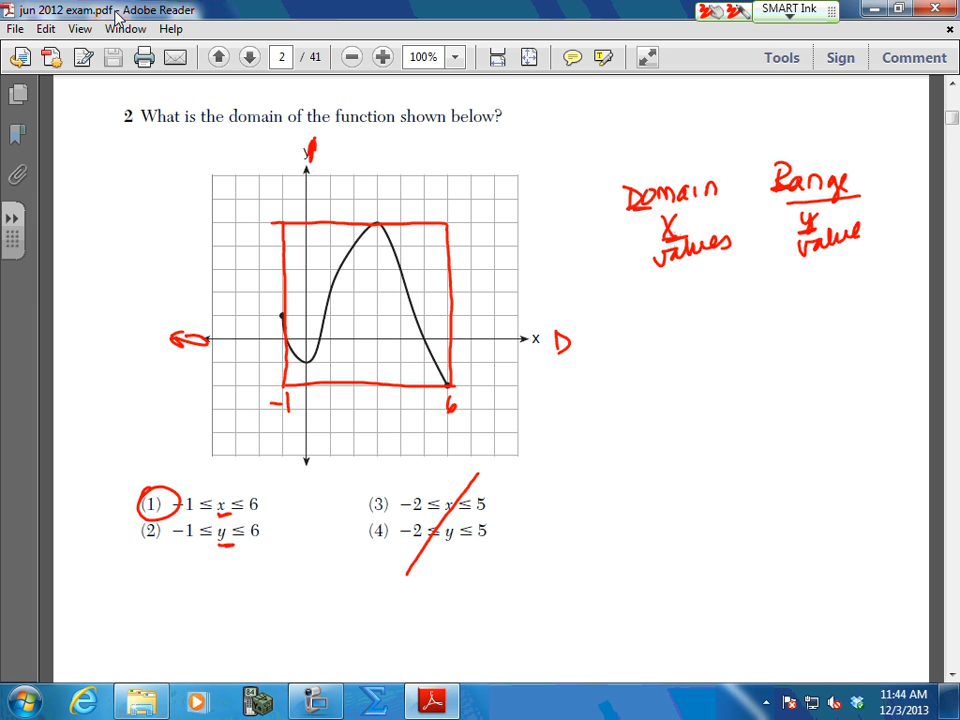 jun 2012 exam.pdf - Adobe Reader
SMART Ink
File Edit View Window Help
2 / 41 100% Tools Sign Comment
2 What is the domain of the function shown below?
y
Domain
x
values
Range
y
value
x
D
-1
6
(1) −1 ≤ x ≤ 6
(2) −1 ≤ y ≤ 6
(3) −2 ≤ x ≤ 5
(4) −2 ≤ y ≤ 5
84
11:44 AM
12/3/2013